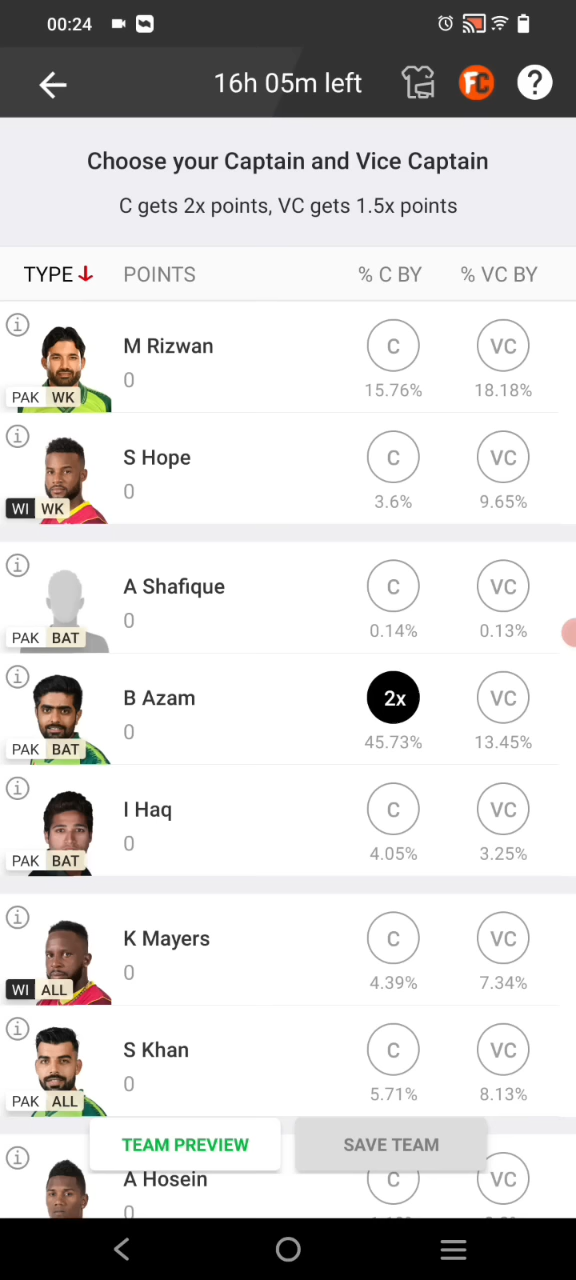 00:24
16h 05m left
FC
?
Choose your Captain and Vice Captain
C gets 2x points, VC gets 1.5x points
TYPE POINTS % C BY % VC BY
M Rizwan
0
C
VC
15.76%
18.18%
PAK WK
S Hope
0
C
VC
3.6%
9.65%
WI WK
A Shafique
0
C
VC
0.14%
0.13%
PAK BAT
B Azam
0
2x
VC
45.73%
13.45%
PAK BAT
I Haq
0
C
VC
4.05%
3.25%
PAK BAT
K Mayers
0
C
VC
4.39%
7.34%
WI ALL
S Khan
0
C
VC
5.71%
8.13%
PAK ALL
TEAM PREVIEW
SAVE TEAM
A Hosein
0
C
VC